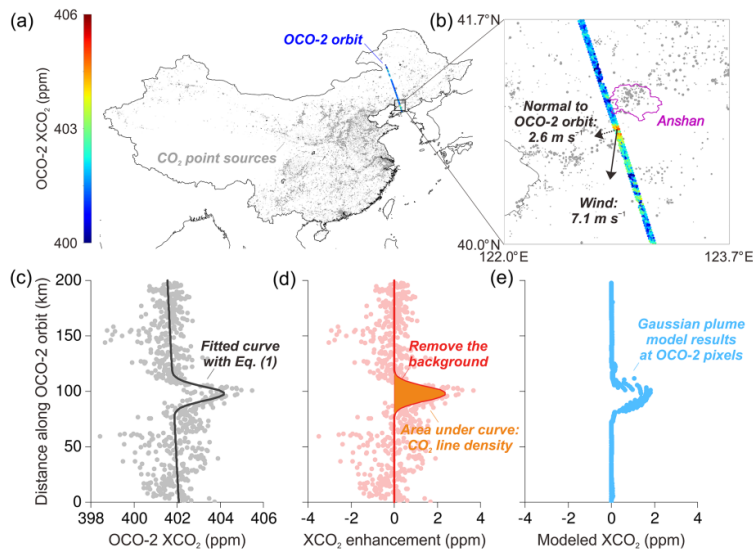 (a)
406
403
400
OCO-2 XCO₂ (ppm)
OCO-2 orbit
CO₂ point sources
(b)
41.7°N
40.0°N
122.0°E
123.7°E
Normal to
OCO-2 orbit:
2.6 m s⁻¹
Anshan
Wind:
7.1 m s⁻¹
(c)
200
150
100
50
0
Distance along OCO-2 orbit (km)
Fitted curve
with Eq. (1)
398
400
402
404
406
OCO-2 XCO₂ (ppm)
(d)
Remove the
background
Area under curve:
CO₂ line density
-4
-2
0
2
4
XCO₂ enhancement (ppm)
(e)
Gaussian plume
model results
at OCO-2 pixels
-4
-2
0
2
4
Modeled XCO₂ (ppm)